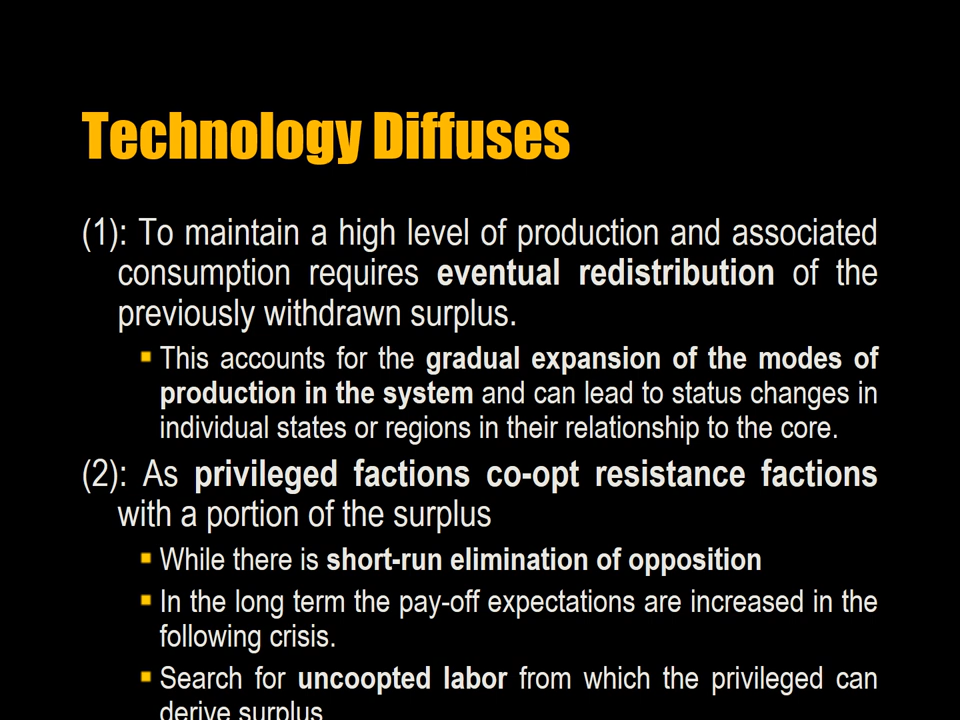 Technology Diffuses
(1): To maintain a high level of production and associated
consumption requires eventual redistribution of the
previously withdrawn surplus.
This accounts for the gradual expansion of the modes of
production in the system and can lead to status changes in
individual states or regions in their relationship to the core.
(2): As privileged factions co-opt resistance factions
with a portion of the surplus
While there is short-run elimination of opposition
In the long term the pay-off expectations are increased in the
following crisis.
Search for uncoopted labor from which the privileged can
derive surplus